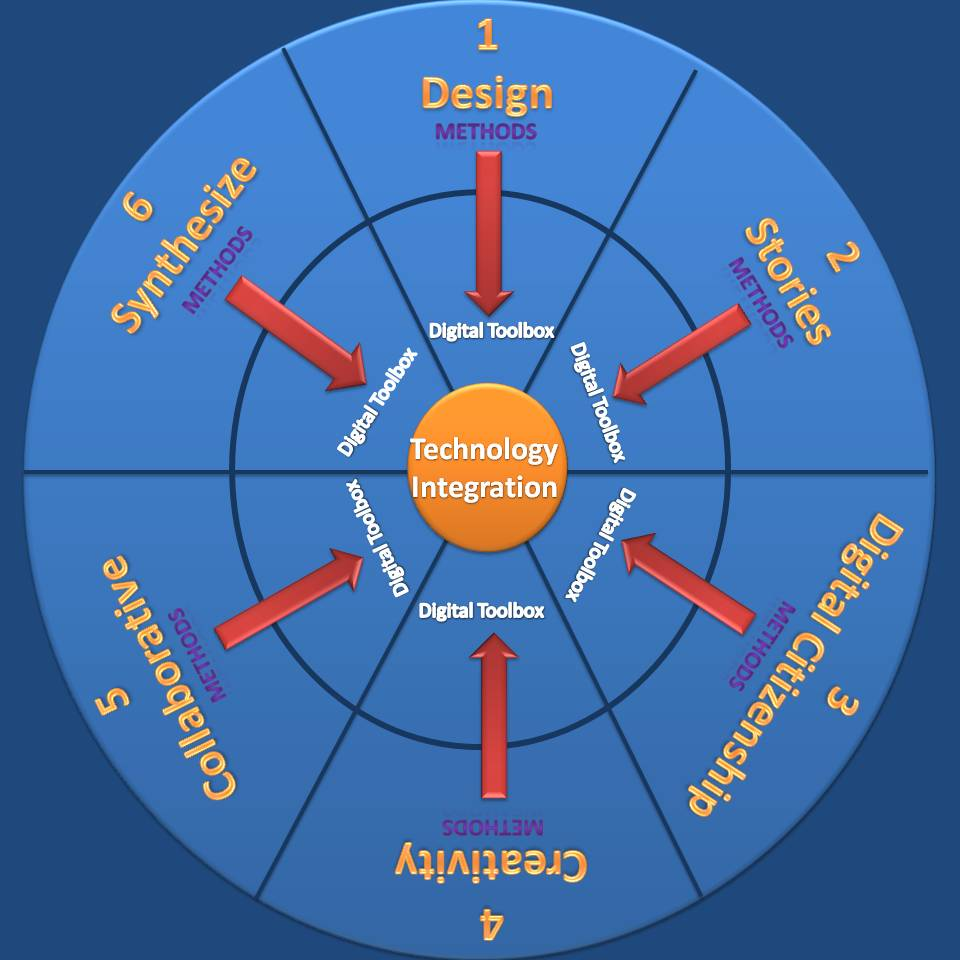 1
Design
METHODS
Digital Toolbox
2
Stories
METHODS
Digital Toolbox
3
Digital Citizenship
METHODS
Digital Toolbox
4
Creativity
METHODS
Digital Toolbox
5
Collaborative
METHODS
Digital Toolbox
6
Synthesize
METHODS
Digital Toolbox
Technology
Integration